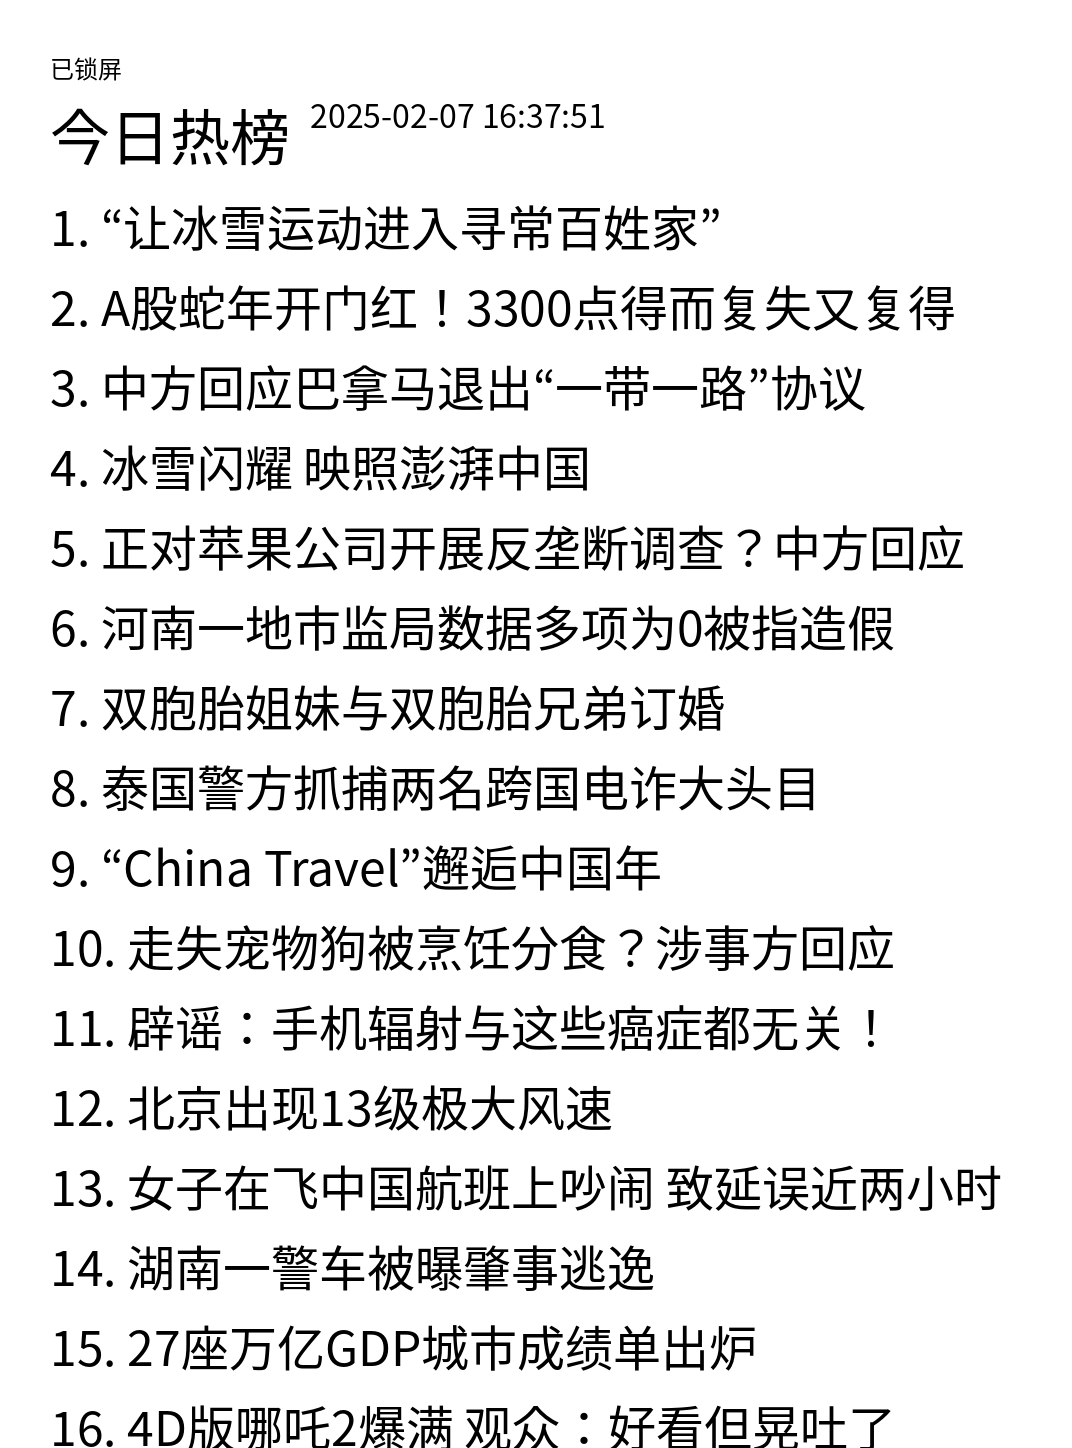 已锁屏
今日热榜 2025-02-07 16:37:51
1. “让冰雪运动进入寻常百姓家”
2. A股蛇年开门红！3300点得而复失又复得
3. 中方回应巴拿马退出“一带一路”协议
4. 冰雪闪耀 映照澎湃中国
5. 正对苹果公司开展反垄断调查？中方回应
6. 河南一地市监局数据多项为0被指造假
7. 双胞胎姐妹与双胞胎兄弟订婚
8. 泰国警方抓捕两名跨国电诈大头目
9. “China Travel”邂逅中国年
10. 走失宠物狗被烹饪分食？涉事方回应
11. 辟谣：手机辐射与这些癌症都无关！
12. 北京出现13级极大风速
13. 女子在飞中国航班上吵闹 致延误近两小时
14. 湖南一警车被曝肇事逃逸
15. 27座万亿GDP城市成绩单出炉
16. 4D版哪吒2爆满 观众：好看但晃吐了